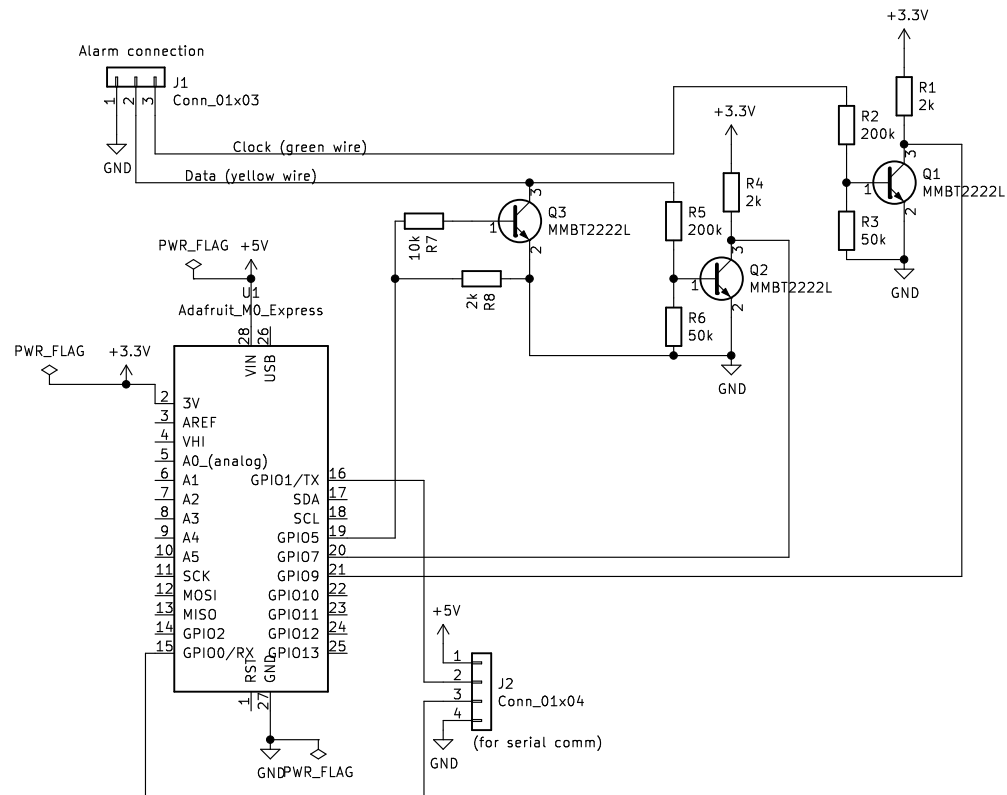 +3.3V
Alarm connection
J1
Conn_01x03
1
2
3
GND
Clock (green wire)
Data (yellow wire)
R1
2k
R2
200k
3
Q1
MMBT2222L
1
2
R3
50k
GND
+3.3V
R4
2k
R5
200k
3
Q2
MMBT2222L
1
2
R6
50k
GND
3
Q3
MMBT2222L
1
2
10k
R7
2k
R8
PWR_FLAG
+5V
U1
Adafruit_M0_Express
28
26
VIN
USB
PWR_FLAG
+3.3V
2 3V
3 AREF
4 VHI
5 A0_(analog)
6 A1
7 A2
8 A3
9 A4
10 A5
11 SCK
12 MOSI
13 MISO
14 GPIO2
15 GPIO0/RX
GPIO1/TX 16
SDA 17
SCL 18
GPIO5 19
GPIO7 20
GPIO9 21
GPIO10 22
GPIO11 23
GPIO12 24
GPIO13 25
RST
GND
1
27
GND
PWR_FLAG
+5V
1
2
3
4
J2
Conn_01x04
(for serial comm)
GND